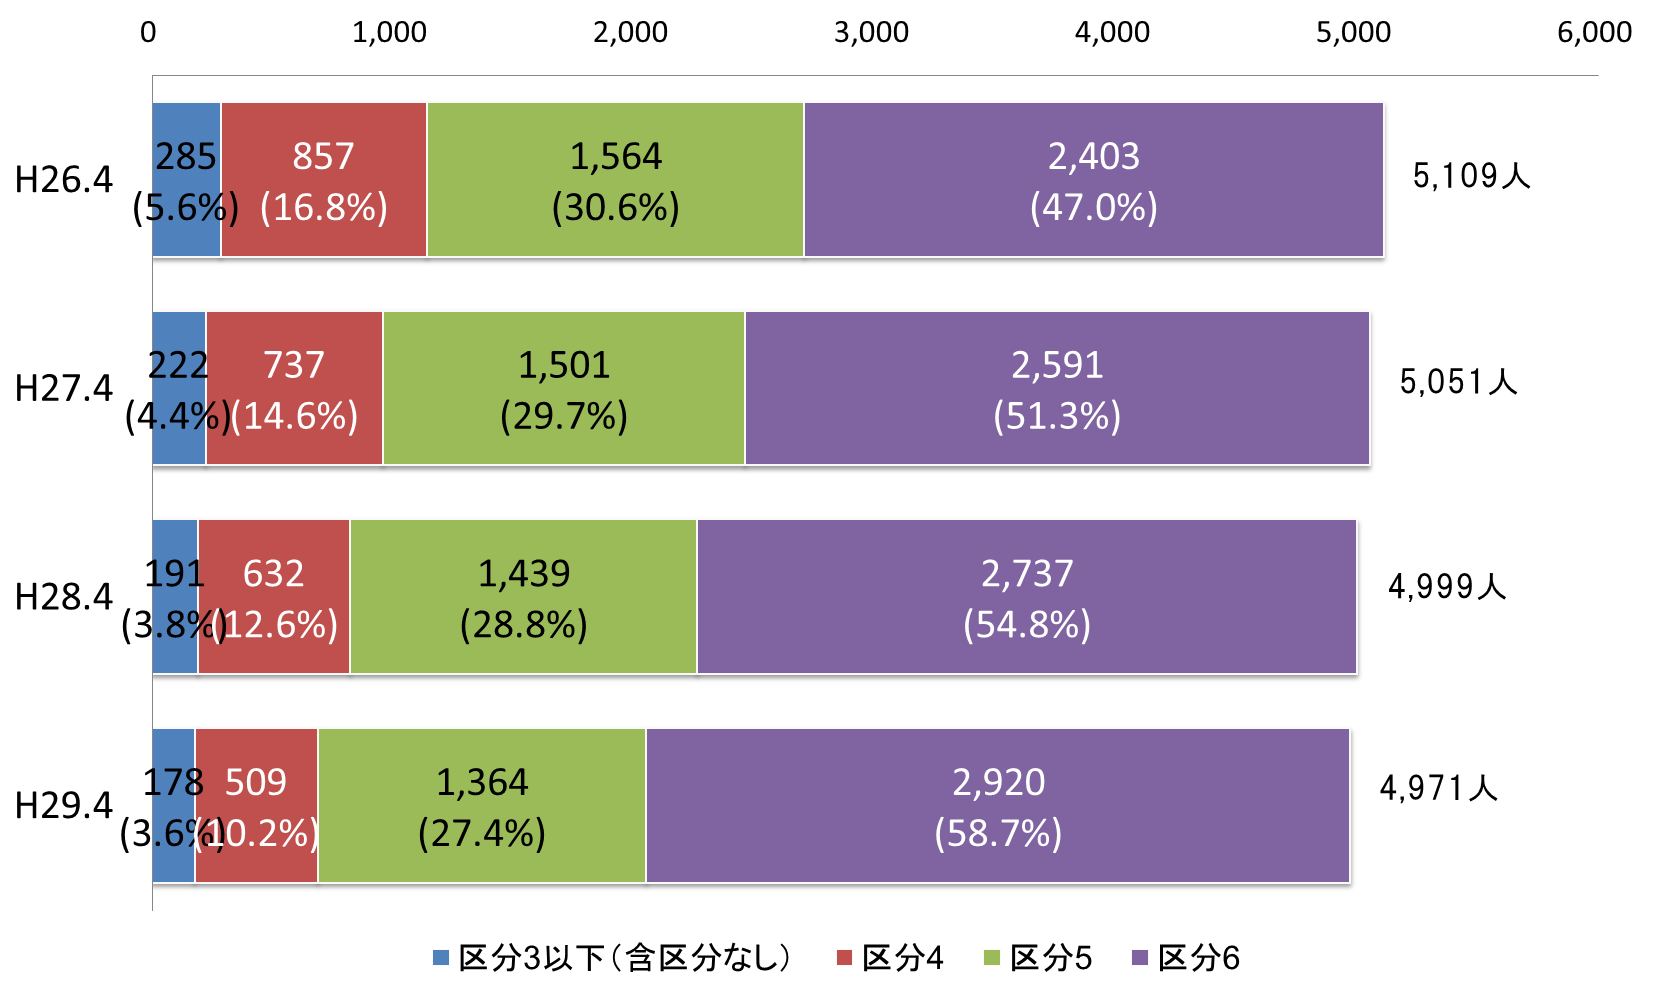 0 1,000 2,000 3,000 4,000 5,000 6,000
H26.4
285 857 1,564 2,403
(5.6%) (16.8%) (30.6%) (47.0%)
5,109人
H27.4
222 737 1,501 2,591
(4.4%) (14.6%) (29.7%) (51.3%)
5,051人
H28.4
191 632 1,439 2,737
(3.8%) (12.6%) (28.8%) (54.8%)
4,999人
H29.4
178 509 1,364 2,920
(3.6%) (10.2%) (27.4%) (58.7%)
4,971人
区分3以下（含区分なし） 区分4 区分5 区分6